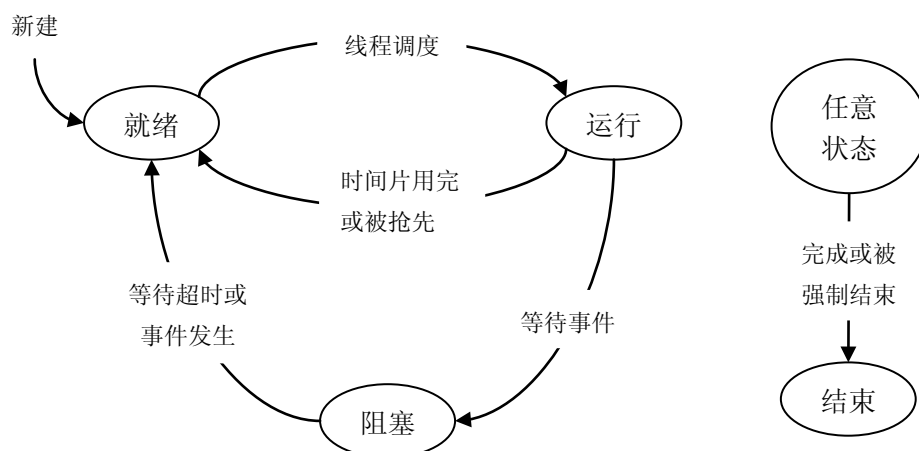 新建
线程调度
就绪
运行
时间片用完
或被抢先
等待超时或
事件发生
等待事件
阻塞
任意
状态
完成或被
强制结束
结束